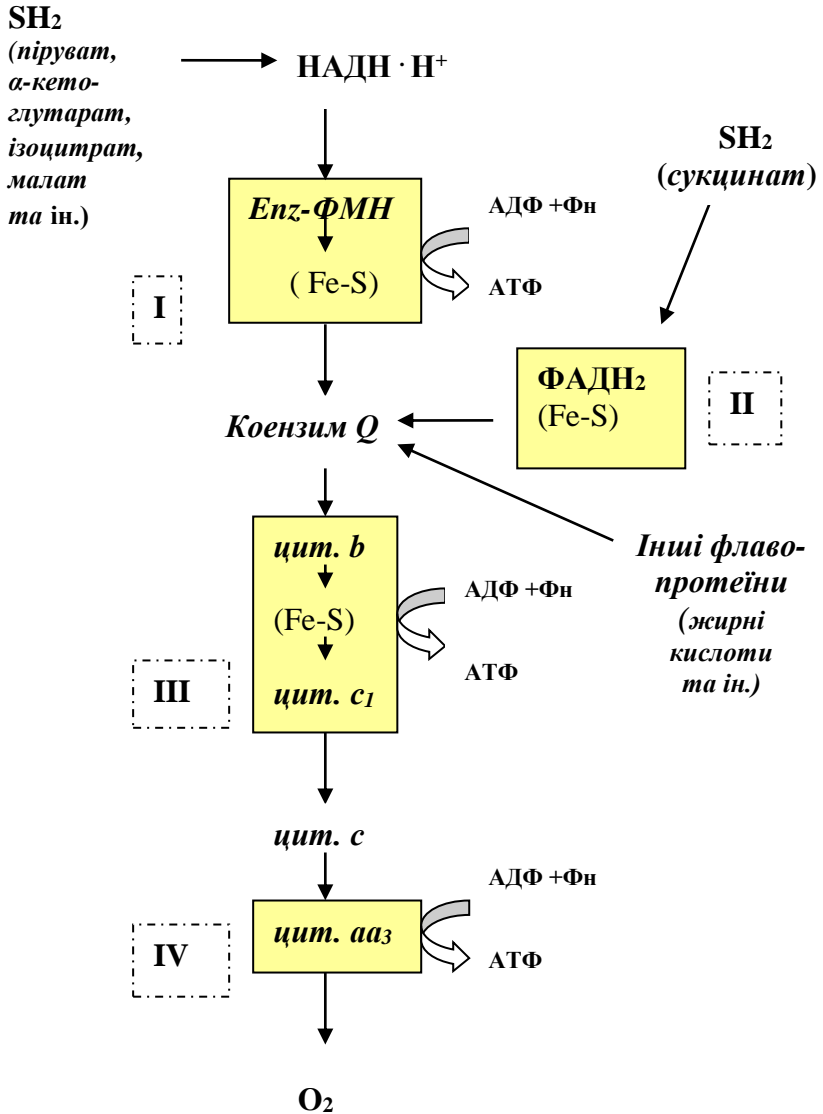 SH₂
(піруват,
α-кето-
глутарат,
ізоцитрат,
малат
та ін.)
НАДН · Н⁺
SH₂
(сукцинат)
Enz-ФМН
( Fe-S)
АДФ +Фн
АТФ
I
ФАДН₂
(Fe-S)
II
Коензим Q
цит. b
(Fe-S)
цит. c₁
АДФ +Фн
АТФ
III
Інші флаво-
протеїни
(жирні
кислоти
та ін.)
цит. c
цит. aa₃
АДФ +Фн
АТФ
IV
O₂